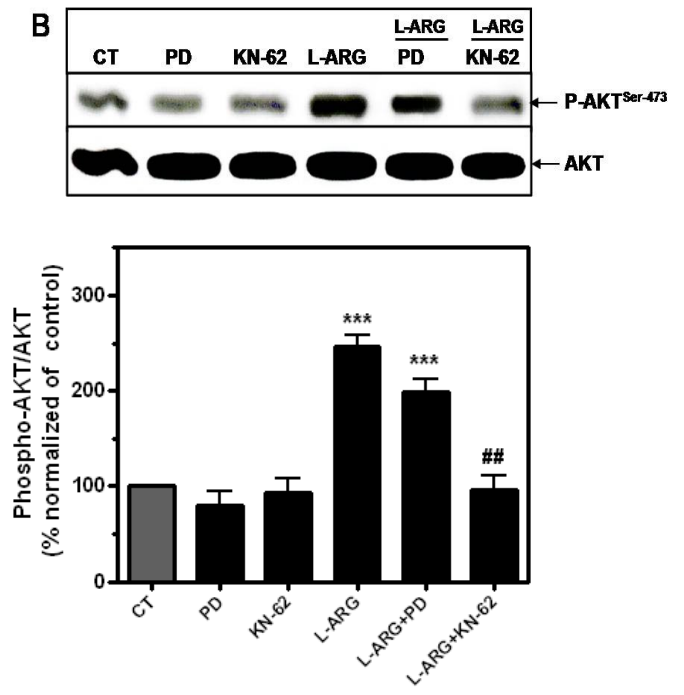 B
L-ARG L-ARG
CT PD KN-62 L-ARG PD KN-62
P-AKTSer-473
AKT
Phospho-AKT/AKT
(% normalized of control)
300
200
100
0
***
***
##
CT
PD
KN-62
L-ARG
L-ARG+PD
L-ARG+KN-62